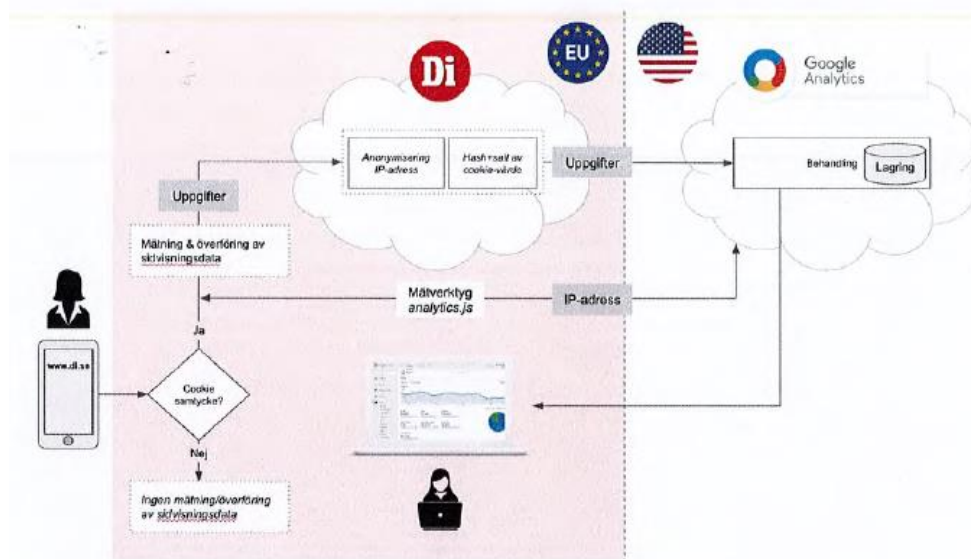 Di
EU
Google
Analytics
Anonymisering
IP-adress
Hash+salt av
cookie-värde
Uppgifter
Behandling
Lagring
Uppgifter
Mätning & överföring av
sidvisningsdata
Mätverktyg
analytics.js
IP-adress
Ja
www.di.se
Cookie
samtycke?
Nej
Ingen mätning/överföring
av sidvisningsdata